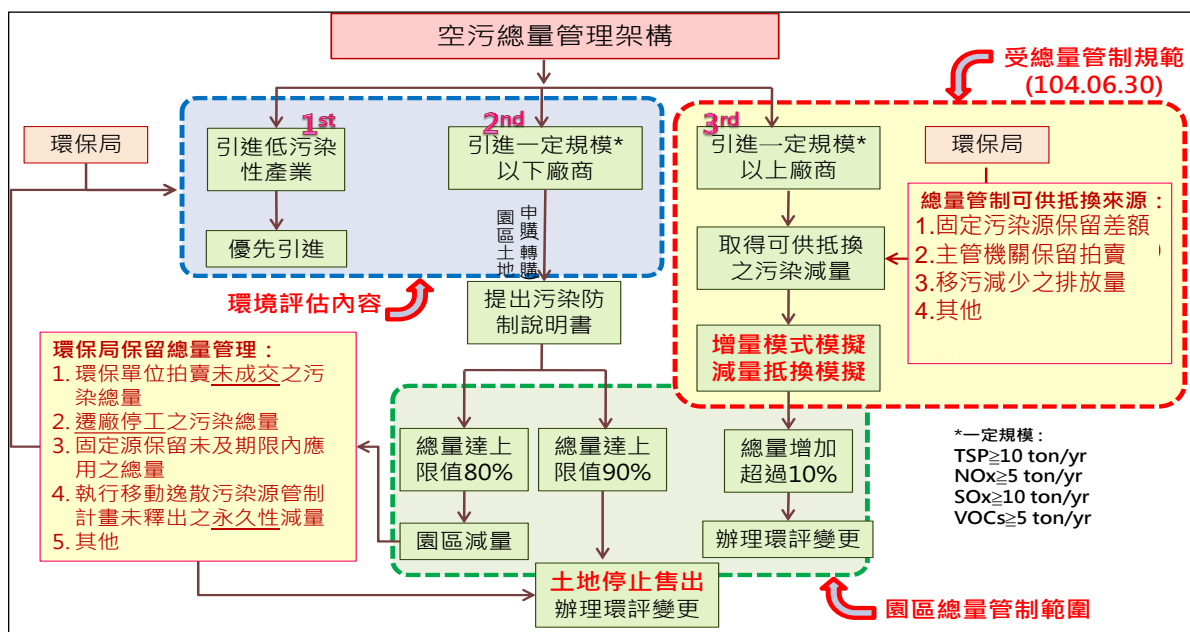 空污總量管理架構
受總量管制規範
(104.06.30)
環保局
1st
引進低污染
性產業
優先引進
2nd
引進一定規模*
以下廠商
申購、轉購
園區土地
提出污染防
制說明書
環境評估內容
3rd
引進一定規模*
以上廠商
取得可供抵換
之污染減量
增量模式模擬
減量抵換模擬
環保局
總量管制可供抵換來源：
1.固定污染源保留差額
2.主管機關保留拍賣
3.移污減少之排放量
4.其他
環保局保留總量管理：
1. 環保單位拍賣未成交之污
染總量
2. 遷廠停工之污染總量
3. 固定源保留未及期限內應
用之總量
4. 執行移動逸散污染源管制
計畫未釋出之永久性減量
5. 其他
總量達上
限值80%
園區減量
總量達上
限值90%
土地停止售出
辦理環評變更
總量增加
超過10%
辦理環評變更
*一定規模：
TSP≧10 ton/yr
NOx≧5 ton/yr
SOx≧10 ton/yr
VOCs≧5 ton/yr
園區總量管制範圍